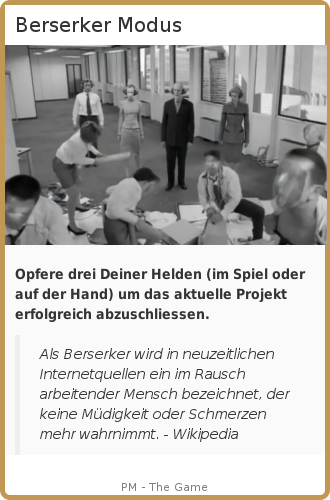 Berserker Modus
Opfere drei Deiner Helden (im Spiel oder
auf der Hand) um das aktuelle Projekt
erfolgreich abzuschliessen.
Als Berserker wird in neuzeitlichen
Internetquellen ein im Rausch
arbeitender Mensch bezeichnet, der
keine Müdigkeit oder Schmerzen
mehr wahrnimmt. - Wikipedia
PM - The Game